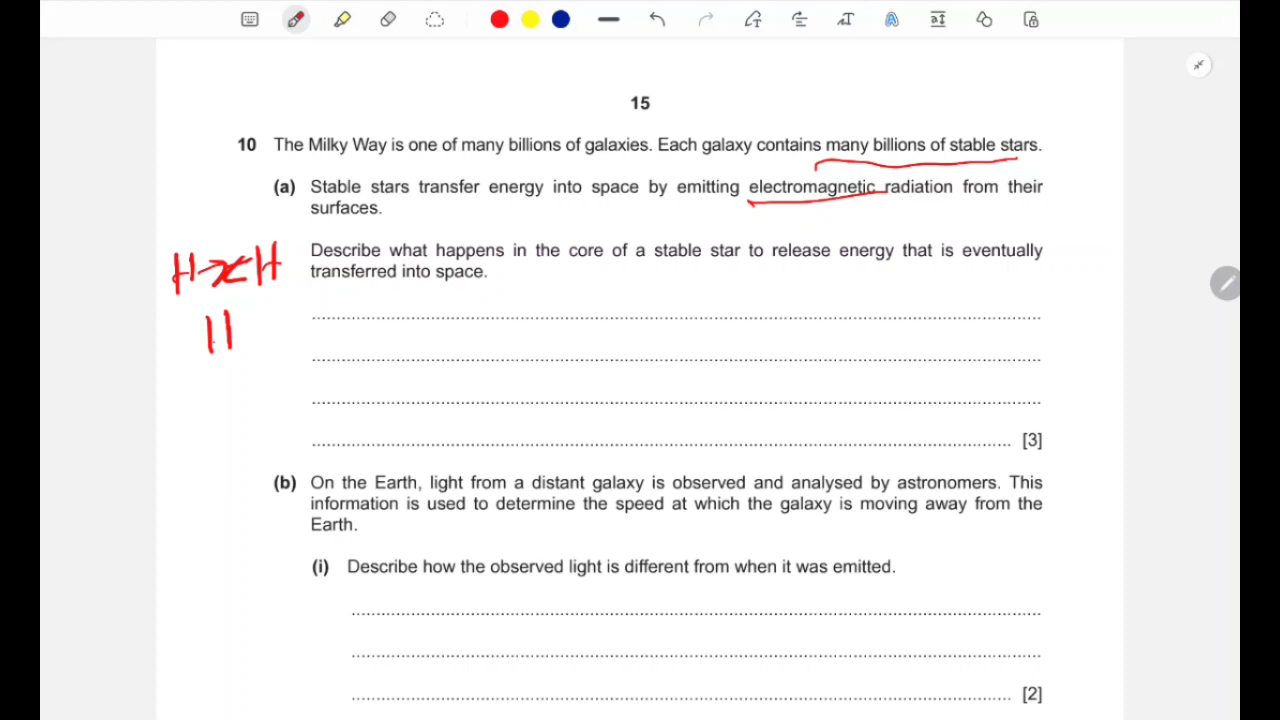 15
10 The Milky Way is one of many billions of galaxies. Each galaxy contains many billions of stable stars.
(a) Stable stars transfer energy into space by emitting electromagnetic radiation from their
surfaces.
Describe what happens in the core of a stable star to release energy that is eventually
transferred into space.
H H
[3]
(b) On the Earth, light from a distant galaxy is observed and analysed by astronomers. This
information is used to determine the speed at which the galaxy is moving away from the
Earth.
(i) Describe how the observed light is different from when it was emitted.
[2]